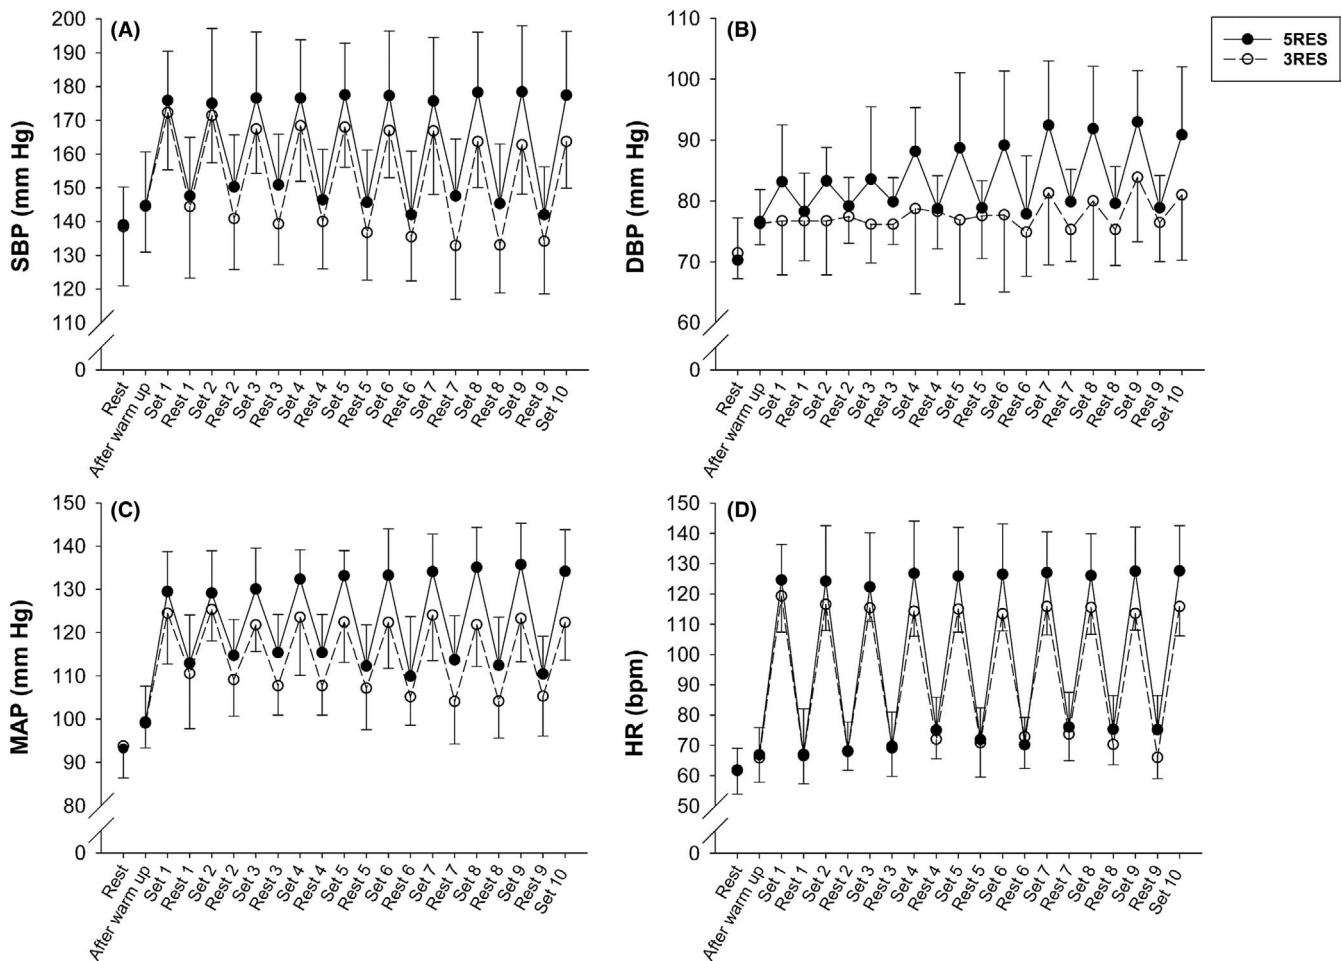 (A)
SBP (mm Hg)
200
190
180
170
160
150
140
130
120
110
0
Rest
After warm up
Set 1
Rest 1
Set 2
Rest 2
Set 3
Rest 3
Set 4
Rest 4
Set 5
Rest 5
Set 6
Rest 6
Set 7
Rest 7
Set 8
Rest 8
Set 9
Rest 9
Set 10
(B)
DBP (mm Hg)
110
100
90
80
70
60
0
Rest
After warm up
Set 1
Rest 1
Set 2
Rest 2
Set 3
Rest 3
Set 4
Rest 4
Set 5
Rest 5
Set 6
Rest 6
Set 7
Rest 7
Set 8
Rest 8
Set 9
Rest 9
Set 10
5RES
3RES
(C)
MAP (mm Hg)
150
140
130
120
110
100
90
80
0
Rest
After warm up
Set 1
Rest 1
Set 2
Rest 2
Set 3
Rest 3
Set 4
Rest 4
Set 5
Rest 5
Set 6
Rest 6
Set 7
Rest 7
Set 8
Rest 8
Set 9
Rest 9
Set 10
(D)
HR (bpm)
150
140
130
120
110
100
90
80
70
60
50
0
Rest
After warm up
Set 1
Rest 1
Set 2
Rest 2
Set 3
Rest 3
Set 4
Rest 4
Set 5
Rest 5
Set 6
Rest 6
Set 7
Rest 7
Set 8
Rest 8
Set 9
Rest 9
Set 10